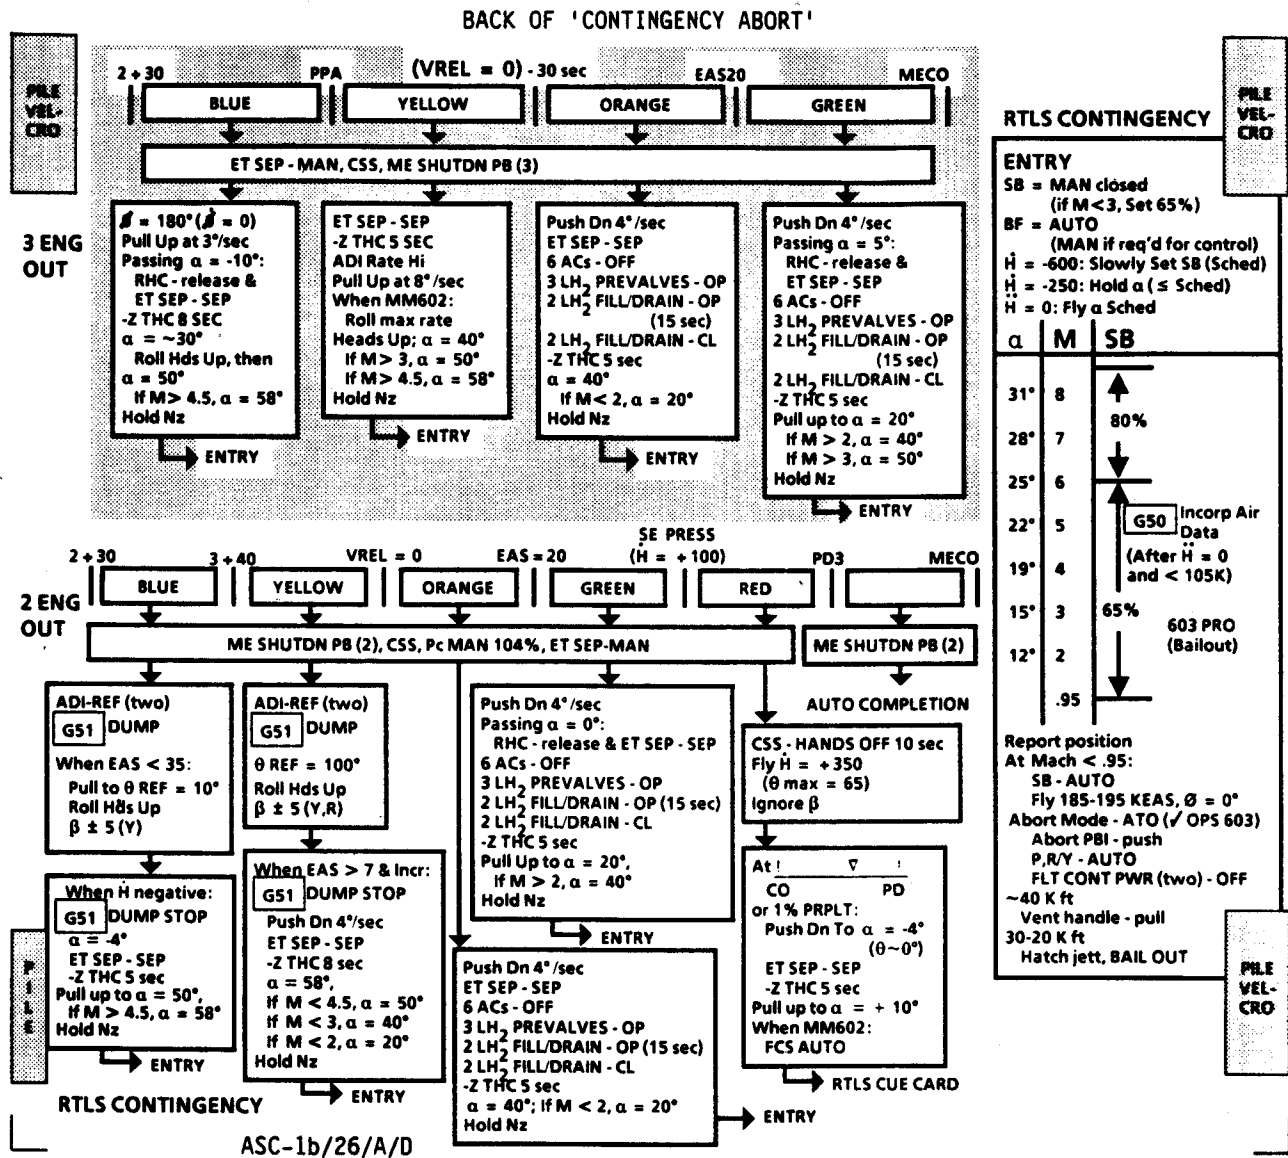 BACK OF 'CONTINGENCY ABORT'
PILE
VEL-
CRO
2 + 30
PPA
(VREL = 0) - 30 sec
EAS20
MECO
BLUE
YELLOW
ORANGE
GREEN
ET SEP - MAN, CSS, ME SHUTDN PB (3)
3 ENG
OUT
Ø = 180° (Ø̇ = 0)
Pull Up at 3°/sec
Passing α = -10°:
RHC - release &
ET SEP - SEP
-Z THC 8 SEC
α = ~30°
Roll Hds Up, then
α = 50°
If M > 4.5, α = 58°
Hold Nz
ENTRY
ET SEP - SEP
-Z THC 5 SEC
ADI Rate Hi
Pull Up at 8°/sec
When MM602:
Roll max rate
Heads Up; α = 40°
If M > 3, α = 50°
If M > 4.5, α = 58°
Hold Nz
ENTRY
Push Dn 4°/sec
ET SEP - SEP
6 ACs - OFF
3 LH2 PREVALVES - OP
2 LH2 FILL/DRAIN - OP
(15 sec)
2 LH2 FILL/DRAIN - CL
-Z THC 5 sec
α = 40°
If M < 2, α = 20°
Hold Nz
ENTRY
Push Dn 4°/sec
Passing α = 5°:
RHC - release &
ET SEP - SEP
6 ACs - OFF
3 LH2 PREVALVES - OP
2 LH2 FILL/DRAIN - OP
(15 sec)
2 LH2 FILL/DRAIN - CL
-Z THC 5 sec
Pull up to α = 20°
If M > 2, α = 40°
If M > 3, α = 50°
Hold Nz
ENTRY
2 + 30
3 + 40
VREL = 0
EAS = 20
SE PRESS
(Ḣ = +100)
PD3
MECO
2 ENG
OUT
BLUE
YELLOW
ORANGE
GREEN
RED
ME SHUTDN PB (2), CSS, Pc MAN 104%, ET SEP-MAN
ME SHUTDN PB (2)
AUTO COMPLETION
ADI-REF (two)
G51 DUMP
When EAS < 35:
Pull to θ REF = 10°
Roll Hds Up
β ± 5 (Y)
When Ḣ negative:
G51 DUMP STOP
α = -4°
ET SEP - SEP
-Z THC 5 sec
Pull up to α = 50°,
If M > 4.5, α = 58°
Hold Nz
ENTRY
ADI-REF (two)
G51 DUMP
θ REF = 100°
Roll Hds Up
β ± 5 (Y,R)
When EAS > 7 & Incr:
G51 DUMP STOP
Push Dn 4°/sec
ET SEP - SEP
-Z THC 8 sec
α = 58°,
If M < 4.5, α = 50°
If M < 3, α = 40°
If M < 2, α = 20°
Hold Nz
ENTRY
Push Dn 4°/sec
Passing α = 0°:
RHC - release & ET SEP - SEP
6 ACs - OFF
3 LH2 PREVALVES - OP
2 LH2 FILL/DRAIN - OP (15 sec)
2 LH2 FILL/DRAIN - CL
-Z THC 5 sec
Pull Up to α = 20°,
If M > 2, α = 40°
Hold Nz
ENTRY
Push Dn 4°/sec
ET SEP - SEP
6 ACs - OFF
3 LH2 PREVALVES - OP
2 LH2 FILL/DRAIN - OP (15 sec)
2 LH2 FILL/DRAIN - CL
-Z THC 5 sec
α = 40°; If M < 2, α = 20°
Hold Nz
ENTRY
CSS - HANDS OFF 10 sec
Fly Ḣ = +350
(θ max = 65)
Ignore β
At
CO PD
or 1% PRPLT:
Push Dn To α = -4°
(θ~0°)
ET SEP - SEP
-Z THC 5 sec
Pull up to α = + 10°
When MM602:
FCS AUTO
RTLS CUE CARD
PILE
RTLS CONTINGENCY
ASC-1b/26/A/D
PILE
VEL-
CRO
RTLS CONTINGENCY
ENTRY
SB = MAN closed
(if M<3, Set 65%)
BF = AUTO
(MAN if req'd for control)
Ḣ = -600: Slowly Set SB (Sched)
Ḣ = -250: Hold α (≤ Sched)
Ḧ = 0: Fly α Sched
α M SB
31° 8
80%
28° 7
25° 6
22° 5
G50 Incorp Air
Data
(After Ḧ = 0
and < 105K)
19° 4
15° 3 65%
603 PRO
(Bailout)
12° 2
.95
Report position
At Mach < .95:
SB - AUTO
Fly 185-195 KEAS, Ø = 0°
Abort Mode - ATO (✓ OPS 603)
Abort PBI - push
P,R/Y - AUTO
FLT CONT PWR (two) - OFF
~40 K ft
Vent handle - pull
30-20 K ft
Hatch jett, BAIL OUT
PILE
VEL-
CRO